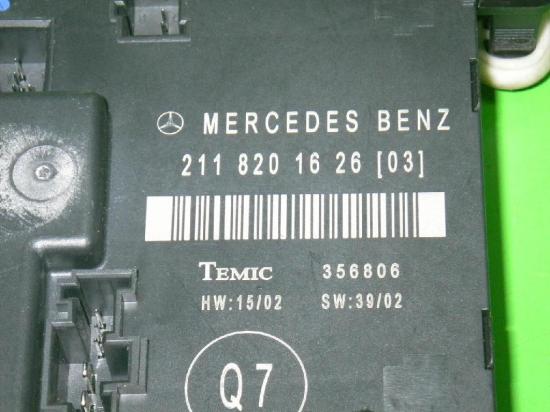 MERCEDES BENZ
211 820 16 26 [03]
TEMIC 356806
HW:15/02 SW:39/02
Q7